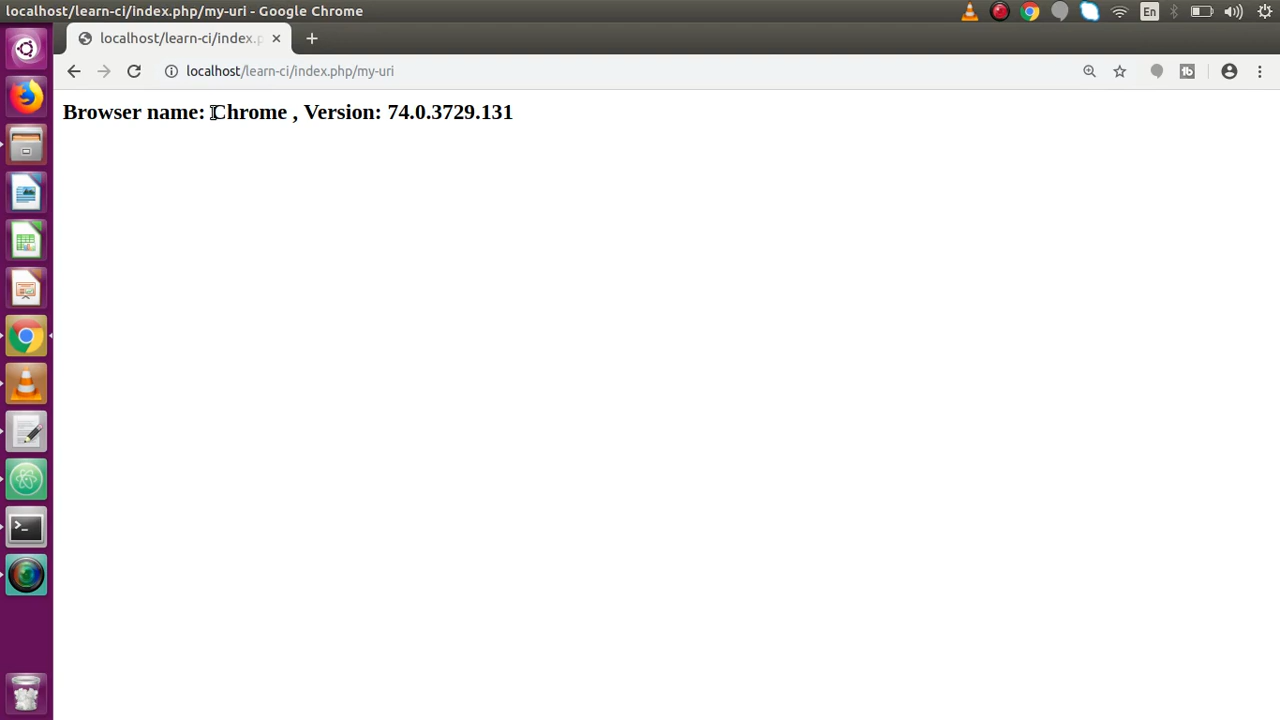 localhost/learn-ci/index.php/my-uri - Google Chrome
En
localhost/learn-ci/index.p
localhost/learn-ci/index.php/my-uri
Browser name: Chrome , Version: 74.0.3729.131